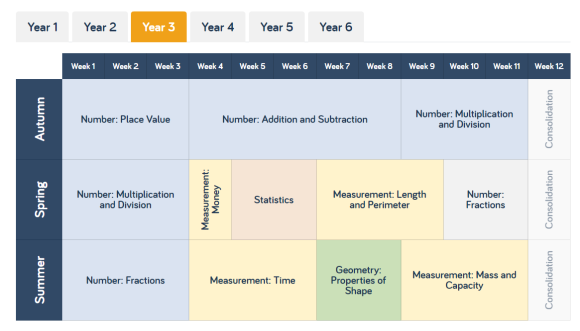 Year 1 Year 2 Year 3 Year 4 Year 5 Year 6
Week 1 Week 2 Week 3 Week 4 Week 5 Week 6 Week 7 Week 8 Week 9 Week 10 Week 11 Week 12
Autumn
Number: Place Value
Number: Addition and Subtraction
Number: Multiplication
and Division
Consolidation
Spring
Number: Multiplication
and Division
Measurement:
Money
Statistics
Measurement: Length
and Perimeter
Number:
Fractions
Consolidation
Summer
Number: Fractions
Measurement: Time
Geometry:
Properties of
Shape
Measurement: Mass and
Capacity
Consolidation